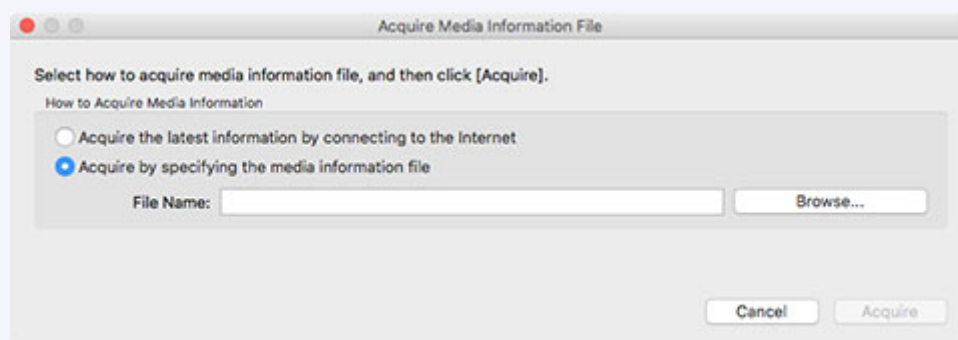 Acquire Media Information File
Select how to acquire media information file, and then click [Acquire].
How to Acquire Media Information
Acquire the latest information by connecting to the Internet
Acquire by specifying the media information file
File Name:
Browse...
Cancel
Acquire